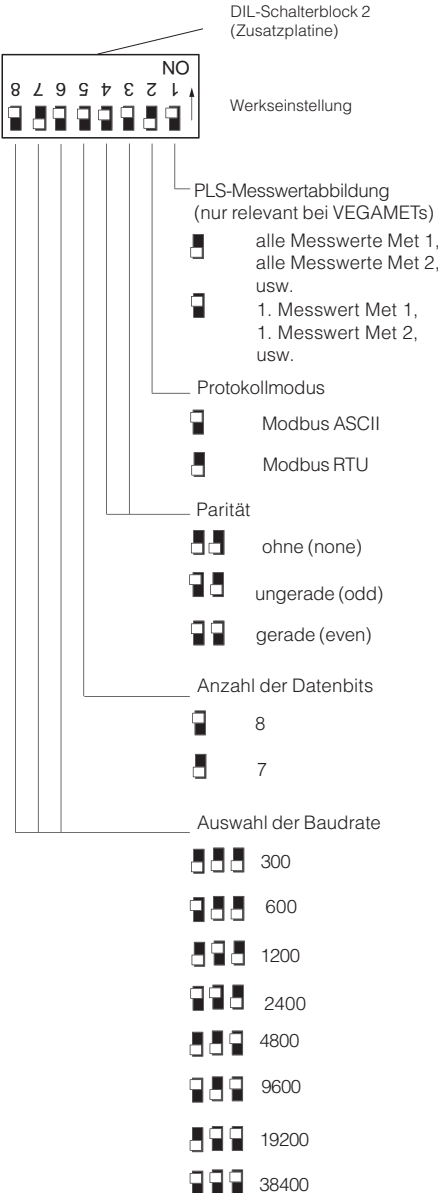 DIL-Schalterblock 2
(Zusatzplatine)
NO
8 7 6 5 4 3 2 1
Werkseinstellung
PLS-Messwertabbildung
(nur relevant bei VEGAMETs)
alle Messwerte Met 1,
alle Messwerte Met 2,
usw.
1. Messwert Met 1,
1. Messwert Met 2,
usw.
Protokollmodus
Modbus ASCII
Modbus RTU
Parität
ohne (none)
ungerade (odd)
gerade (even)
Anzahl der Datenbits
8
7
Auswahl der Baudrate
300
600
1200
2400
4800
9600
19200
38400